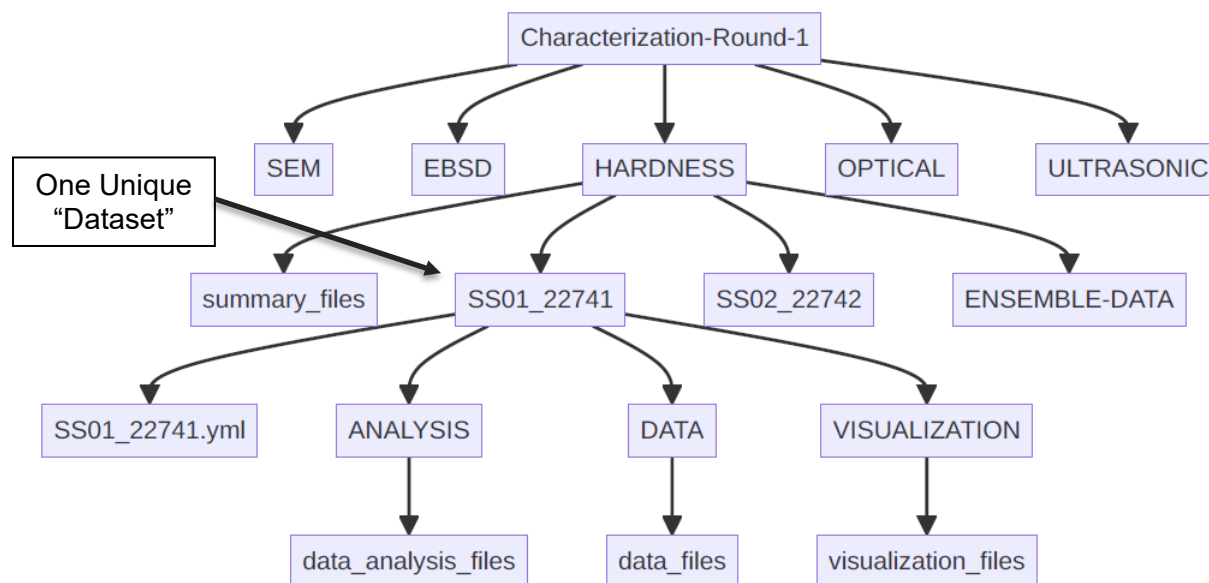 Characterization-Round-1
SEM
EBSD
HARDNESS
OPTICAL
ULTRASONIC
One Unique
“Dataset”
summary_files
SS01_22741
SS02_22742
ENSEMBLE-DATA
SS01_22741.yml
ANALYSIS
DATA
VISUALIZATION
data_analysis_files
data_files
visualization_files